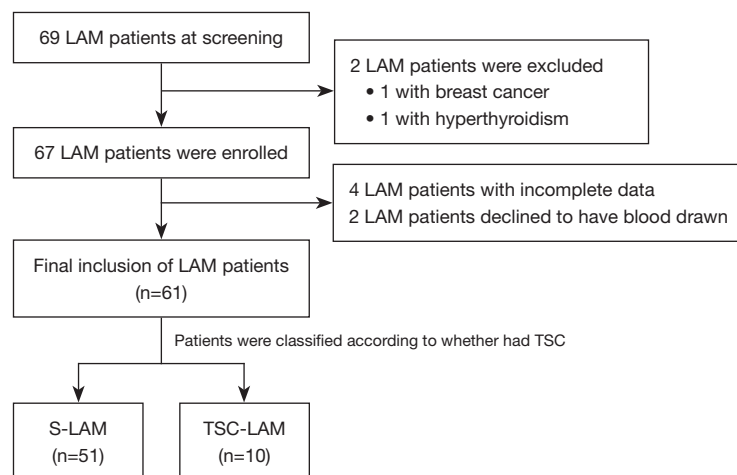 69 LAM patients at screening
2 LAM patients were excluded
• 1 with breast cancer
• 1 with hyperthyroidism
67 LAM patients were enrolled
4 LAM patients with incomplete data
2 LAM patients declined to have blood drawn
Final inclusion of LAM patients
(n=61)
Patients were classified according to whether had TSC
S-LAM
(n=51)
TSC-LAM
(n=10)